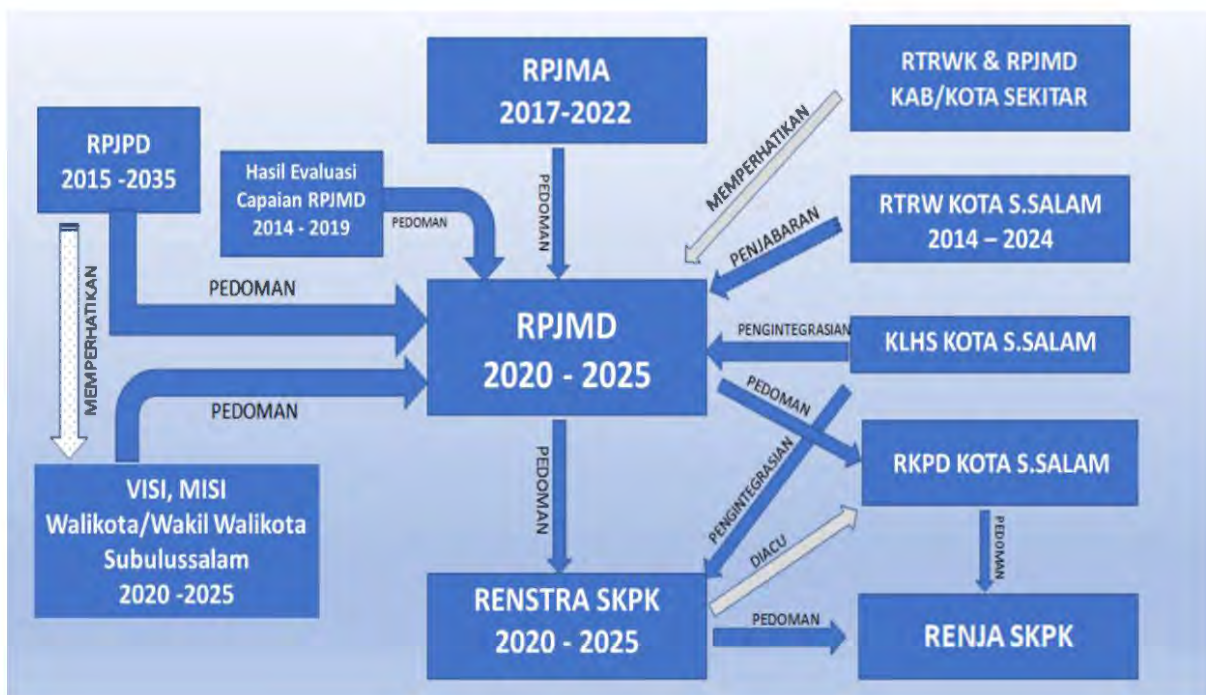 RPJMA
2017-2022
RTRWK & RPJMD
KAB/KOTA SEKITAR
RPJPD
2015 -2035
Hasil Evaluasi
Capaian RPJMD
2014 - 2019
PEDOMAN
PEDOMAN
MEMPERHATIKAN
RTRW KOTA S.SALAM
2014 – 2024
PENJABARAN
MEMPERHATIKAN
PEDOMAN
RPJMD
2020 - 2025
PENGINTEGRASIAN
KLHS KOTA S.SALAM
PEDOMAN
PEDOMAN
PEDOMAN
PENGINTEGRASIAN
RKPD KOTA S.SALAM
VISI, MISI
Walikota/Wakil Walikota
Subulussalam
2020 -2025
DIACU
PEDOMAN
RENSTRA SKPK
2020 - 2025
PEDOMAN
RENJA SKPK